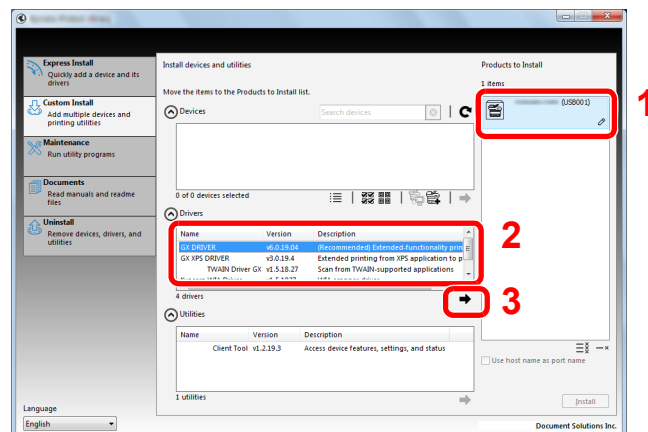 Express Install
Quickly add a device and its
drivers
Custom Install
Add multiple devices and
printing utilities
Maintenance
Run utility programs
Documents
Read manuals and readme
files
Uninstall
Remove devices, drivers, and
utilities
Language
English
Install devices and utilities
Move the items to the Products to Install list.
Devices
Search devices
0 of 0 devices selected
Drivers
Name Version Description
GX DRIVER v6.0.19.04 (Recommended) Extended-functionality prin
GX XPS DRIVER v3.0.19.4 Extended printing from XPS application to p
TWAIN Driver GX v1.5.18.27 Scan from TWAIN-supported applications
4 drivers
Utilities
Name Version Description
Client Tool v1.2.19.3 Access device features, settings, and status
1 utilities
Products to Install
1 items
(USB001)
Use host name as port name
Install
Document Solutions Inc.
1
2
3